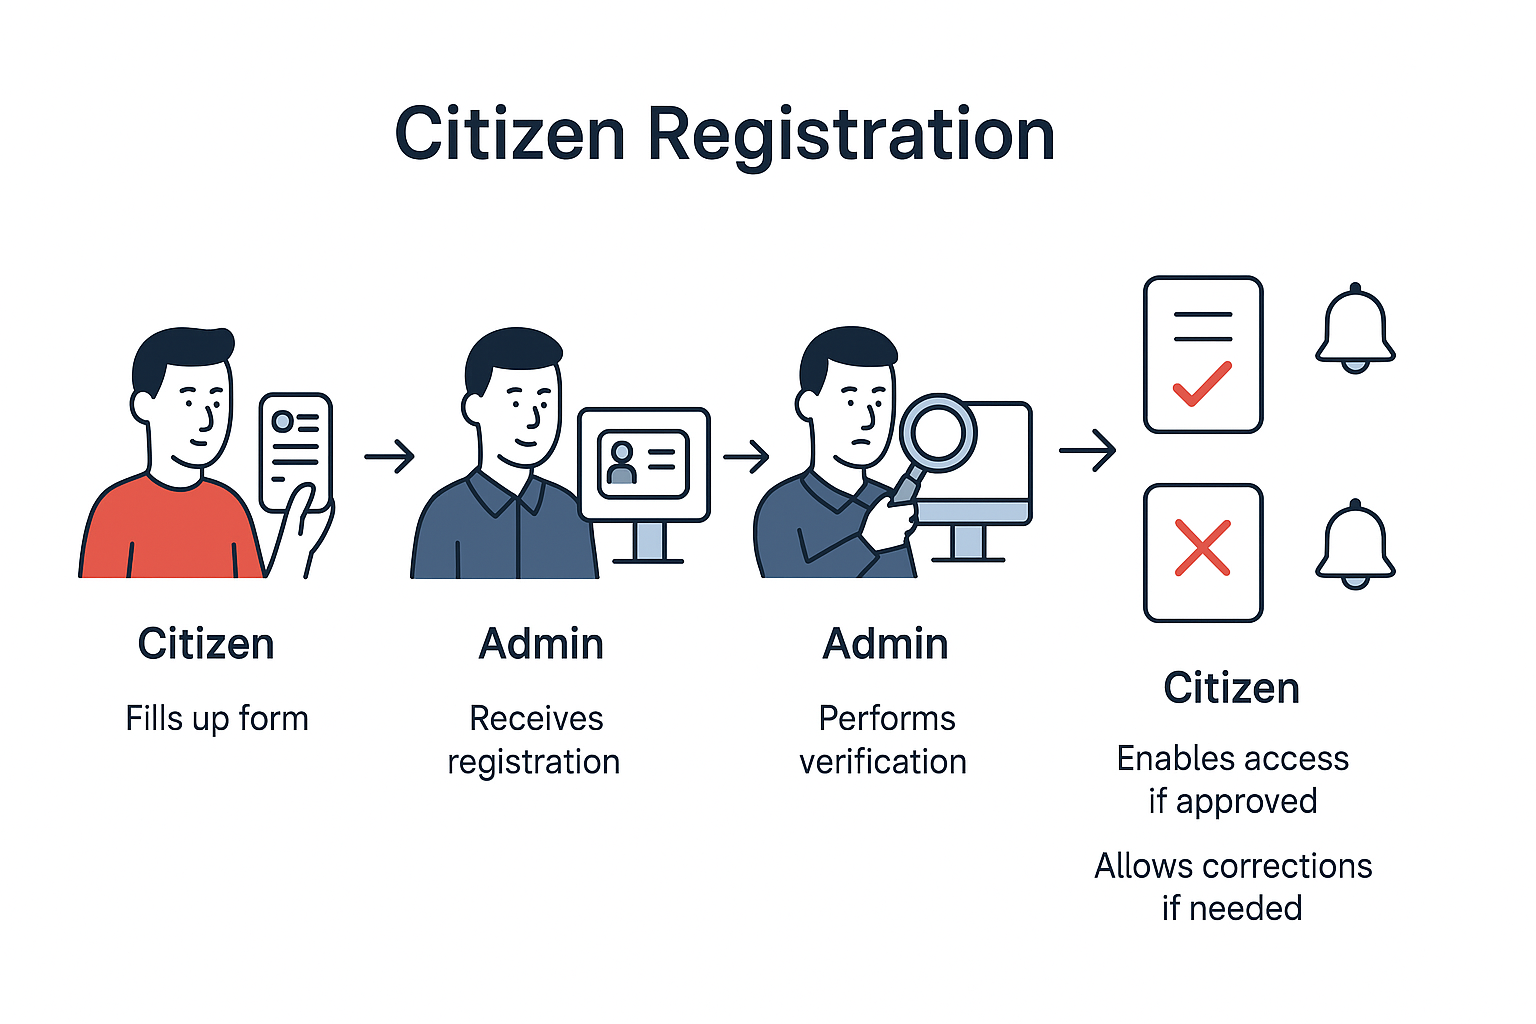 Citizen Registration
Citizen
Fills up form
Admin
Receives
registration
Admin
Performs
verification
Citizen
Enables access
if approved
Allows corrections
if needed